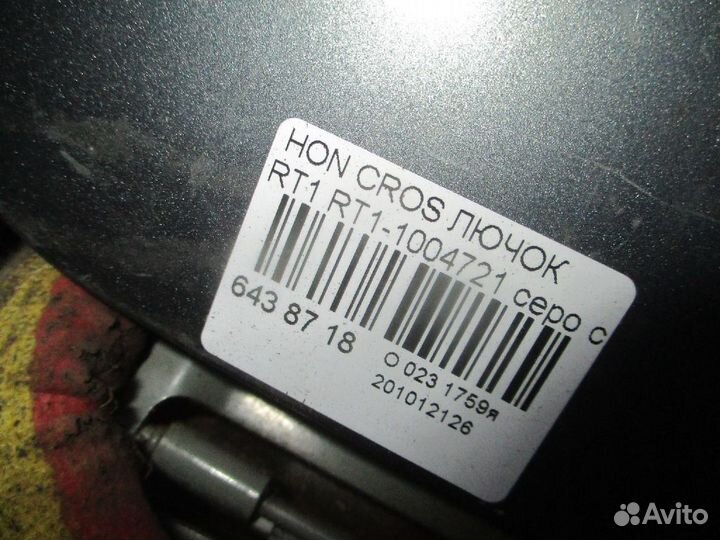 HON CROS ЛЮЧОК
RT1 RT1-1004721 серо с
643 87 18
О 023 1759я
201012126
Avito